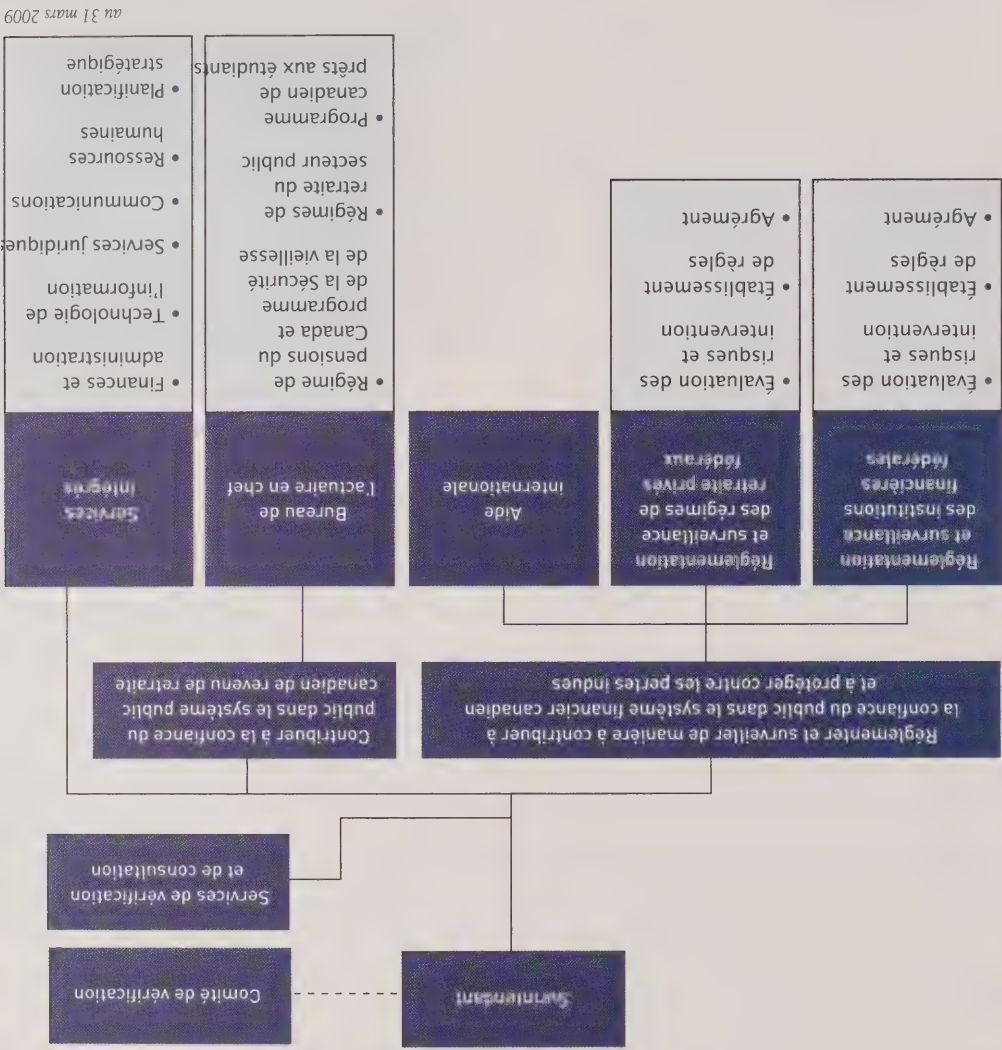 Surintendant
Comité de vérification
Services de vérification
et de consultation
Réglementer et surveiller de manière à contribuer à
la confiance du public dans le système financier canadien
et à protéger contre les pertes indues
Contribuer à la confiance du
public dans le système public
canadien de revenu de retraite
Réglementation
et surveillance
des institutions
financières
fédérales
• Évaluation des
risques et
intervention
• Établissement
de règles
• Agrément
Réglementation
et surveillance
des régimes de
retraite privés
fédéraux
• Évaluation des
risques et
intervention
• Établissement
de règles
• Agrément
Aide
internationale
Bureau de
l'actuaire en chef
• Régime de
pensions du
Canada et
programme
de la Sécurité
de la vieillesse
• Régimes de
retraite du
secteur public
• Programme
canadien de
prêts aux étudiants
Services
intégrés
• Finances et
administration
• Technologie de
l'information
• Services juridiques
• Communications
• Ressources
humaines
• Planification
stratégique
au 31 mars 2009